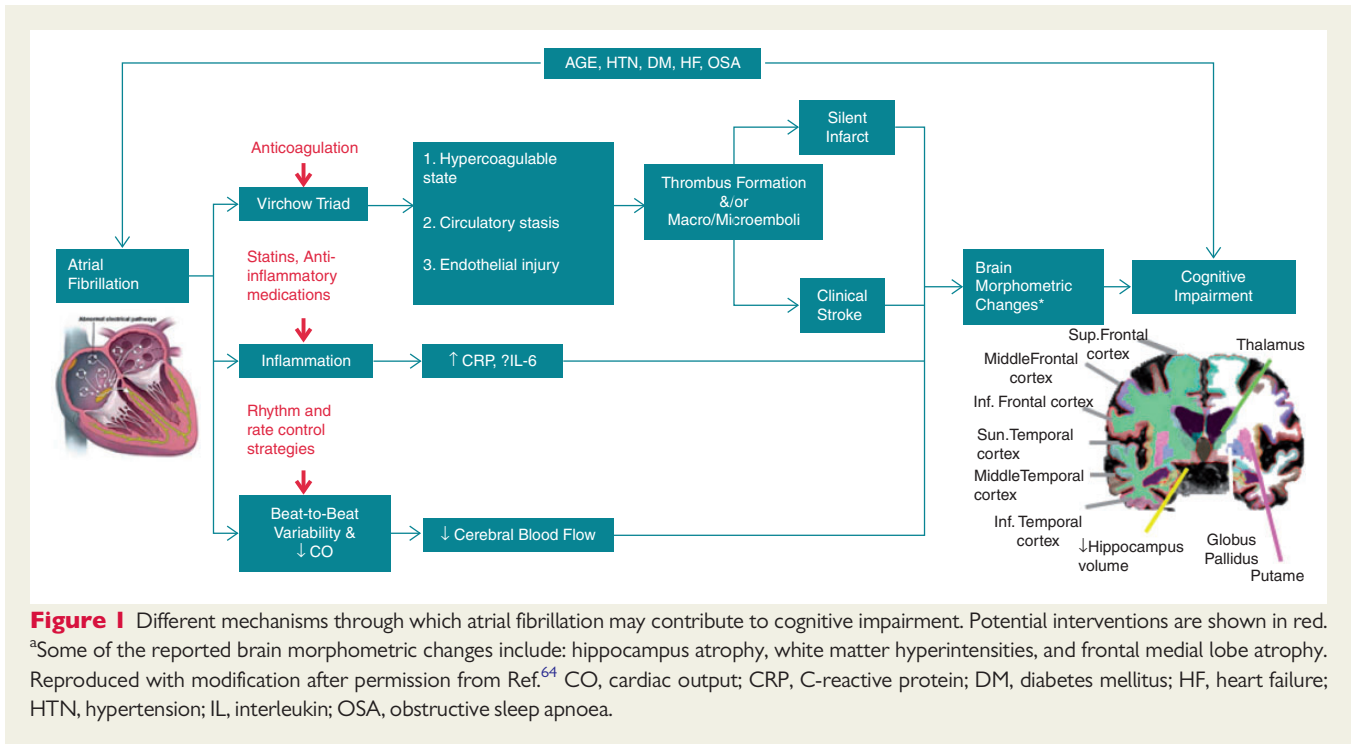 AGE, HTN, DM, HF, OSA
Anticoagulation
Virchow Triad
1. Hypercoagulable
state
2. Circulatory stasis
3. Endothelial injury
Thrombus Formation
&/or
Macro/Microemboli
Silent
Infarct
Clinical
Stroke
Atrial
Fibrillation
Abnormal electrical pathways
Statins, Anti-
inflammatory
medications
Inflammation
↑ CRP, ?IL-6
Rhythm and
rate control
strategies
Beat-to-Beat
Variability &
↓ CO
↓ Cerebral Blood Flow
Brain
Morphometric
Changes*
Cognitive
Impairment
Sup.Frontal
cortex
MiddleFrontal
cortex
Inf. Frontal cortex
Sun.Temporal
cortex
MiddleTemporal
cortex
Inf. Temporal
cortex
↓Hippocampus
volume
Thalamus
Globus
Pallidus
Putame
Figure 1 Different mechanisms through which atrial fibrillation may contribute to cognitive impairment. Potential interventions are shown in red.
aSome of the reported brain morphometric changes include: hippocampus atrophy, white matter hyperintensities, and frontal medial lobe atrophy.
Reproduced with modification after permission from Ref.64 CO, cardiac output; CRP, C-reactive protein; DM, diabetes mellitus; HF, heart failure;
HTN, hypertension; IL, interleukin; OSA, obstructive sleep apnoea.